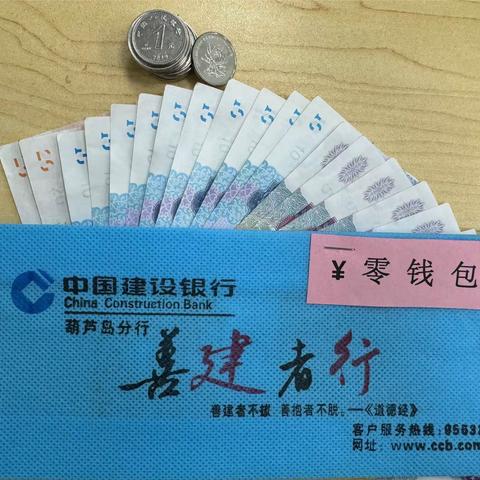 1
¥ 零钱包
中国建设银行
China Construction Bank
葫芦岛分行
善建者行
善建者不拔 善抱者不脱。—《道德经》
客户服务热线:9553
网址: www.ccb.com